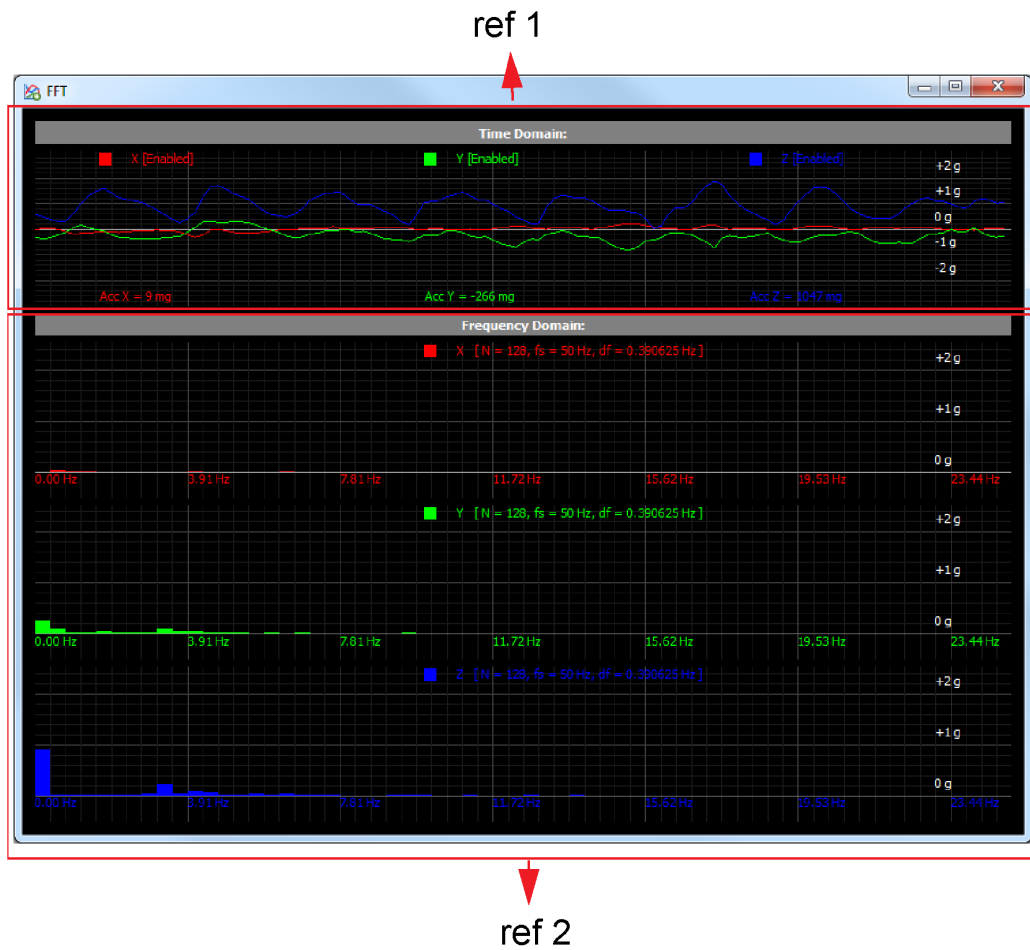 ref 1
FFT
Time Domain:
X [Enabled] Y [Enabled] Z [Enabled]
+2 g
+1 g
0 g
-1 g
-2 g
Acc X = 9 mg Acc Y = -266 mg Acc Z = 1047 mg
Frequency Domain:
X [ N = 128, fs = 50 Hz, df = 0.390625 Hz ]
+2 g
+1 g
0 g
0.00 Hz 3.91 Hz 7.81 Hz 11.72 Hz 15.62 Hz 19.53 Hz 23.44 Hz
Y [ N = 128, fs = 50 Hz, df = 0.390625 Hz ]
+2 g
+1 g
0 g
0.00 Hz 3.91 Hz 7.81 Hz 11.72 Hz 15.62 Hz 19.53 Hz 23.44 Hz
Z [ N = 128, fs = 50 Hz, df = 0.390625 Hz ]
+2 g
+1 g
0 g
0.00 Hz 3.91 Hz 7.81 Hz 11.72 Hz 15.62 Hz 19.53 Hz 23.44 Hz
ref 2